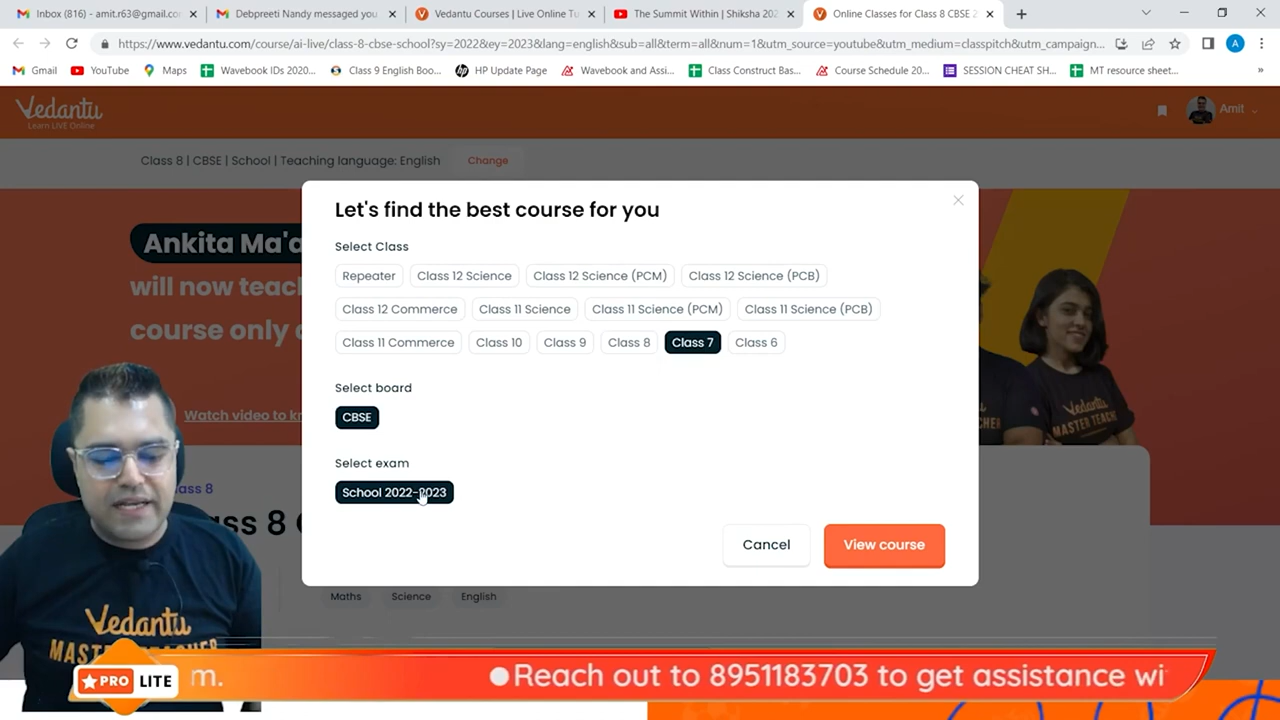 Inbox (816) - amit.r63@gmail.co
Debpreeti Nandy messaged you
Vedantu Courses | Live Online Tu
The Summit Within | Shiksha 202
Online Classes for Class 8 CBSE 2
https://www.vedantu.com/course/ai-live/class-8-cbse-school?sy=2022&ey=2023&lang=english&sub=all&term=all&num=1&utm_source=youtube&utm_medium=classpitch&utm_campaign...
A
Gmail
YouTube
Maps
Wavebook IDs 2020...
Class 9 English Boo...
HP Update Page
Wavebook and Assi...
Class Construct Bas...
Course Schedule 20...
SESSION CHEAT SH...
MT resource sheet...
»
Vedantu
Learn LIVE Online
Amit
Class 8 | CBSE | School | Teaching language: English
Change
Ankita Ma'a
will now teac
course only
Watch video to k
Let's find the best course for you
Select Class
Repeater
Class 12 Science
Class 12 Science (PCM)
Class 12 Science (PCB)
Class 12 Commerce
Class 11 Science
Class 11 Science (PCM)
Class 11 Science (PCB)
Class 11 Commerce
Class 10
Class 9
Class 8
Class 7
Class 6
Select board
CBSE
Select exam
School 2022-2023
Cancel
View course
Vedantu
MASTER TEACHER
CHER
lass 8
ass 8
Maths
Science
English
Vedantu
MASTER TEACHER
PRO LITE
m.
Reach out to 8951183703 to get assistance wi